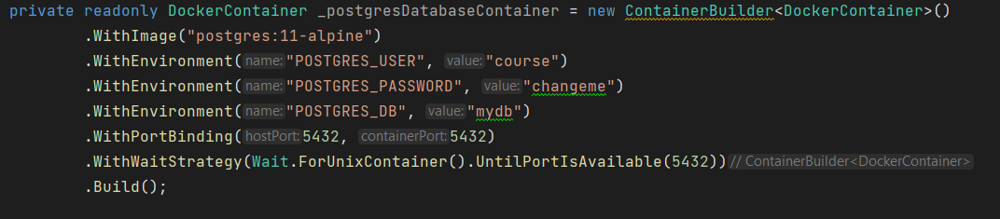 private readonly DockerContainer _postgresDatabaseContainer = new ContainerBuilder<DockerContainer>()
.WithImage("postgres:11-alpine")
.WithEnvironment(name:"POSTGRES_USER", value:"course")
.WithEnvironment(name:"POSTGRES_PASSWORD", value:"changeme")
.WithEnvironment(name:"POSTGRES_DB", value:"mydb")
.WithPortBinding(hostPort:5432, containerPort:5432)
.WithWaitStrategy(Wait.ForUnixContainer().UntilPortIsAvailable(5432)) // ContainerBuilder<DockerContainer>
.Build();